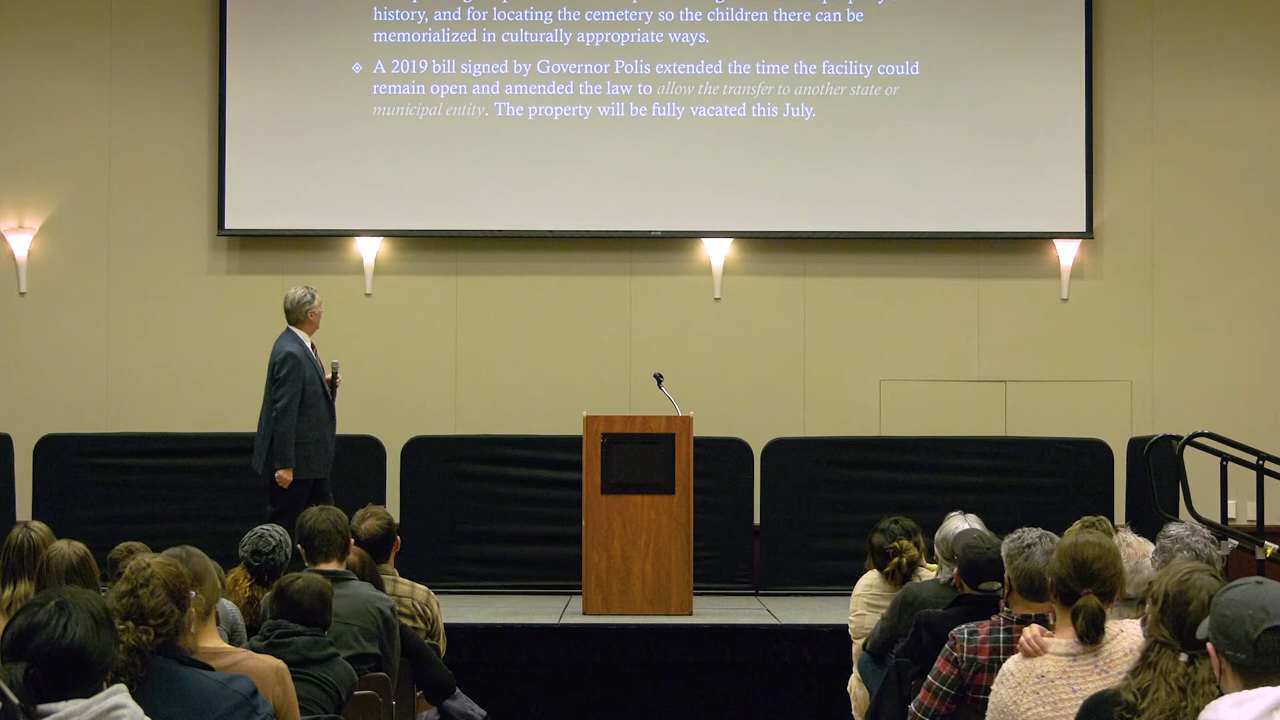 history, and for locating the cemetery so the children there can be
memorialized in culturally appropriate ways.
A 2019 bill signed by Governor Polis extended the time the facility could
remain open and amended the law to allow the transfer to another state or
municipal entity. The property will be fully vacated this July.